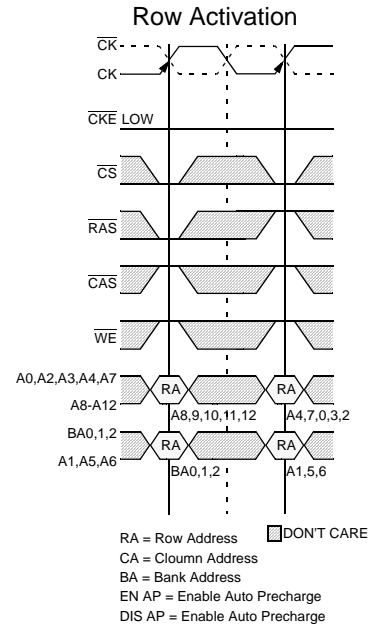 Row Activation
CK
CK
CKE LOW
CS
RAS
CAS
WE
A0,A2,A3,A4,A7
A8-A12
RA
RA
A8,9,10,11,12
A4,7,0,3,2
BA0,1,2
A1,A5,A6
RA
RA
BA0,1,2
A1,5,6
RA = Row Address
DON'T CARE
CA = Cloumn Address
BA = Bank Address
EN AP = Enable Auto Precharge
DIS AP = Enable Auto Precharge